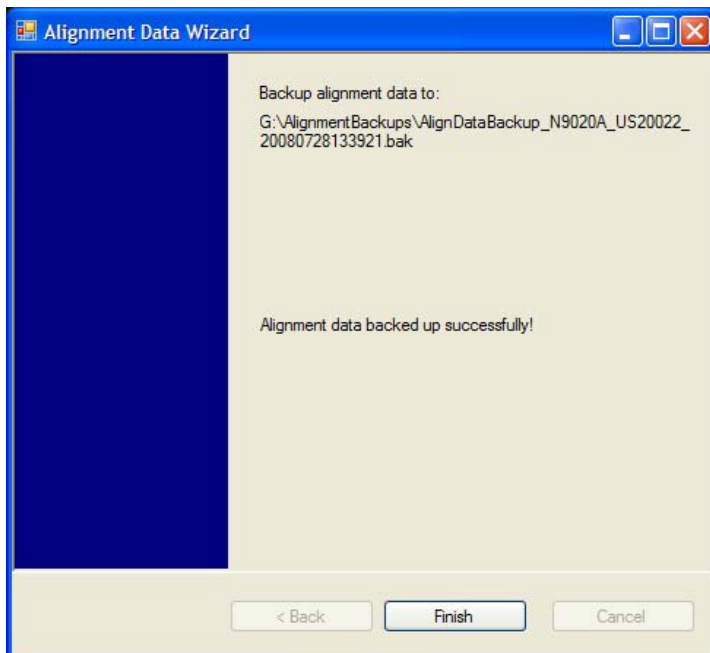 Alignment Data Wizard
Backup alignment data to:
G:\AlignmentBackups\AlignDataBackup_N9020A_US20022_
20080728133921.bak
Alignment data backed up successfully!
< Back
Finish
Cancel